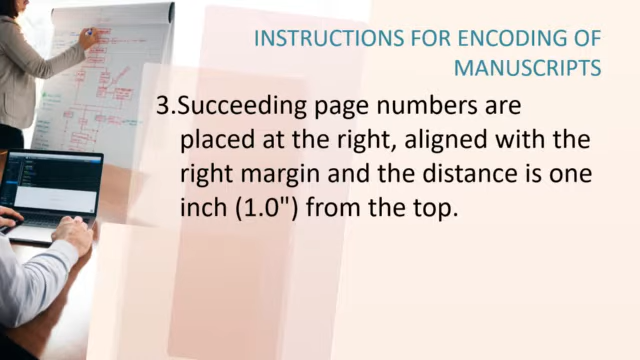 INSTRUCTIONS FOR ENCODING OF
MANUSCRIPTS
3.Succeeding page numbers are
placed at the right, aligned with the
right margin and the distance is one
inch (1.0") from the top.